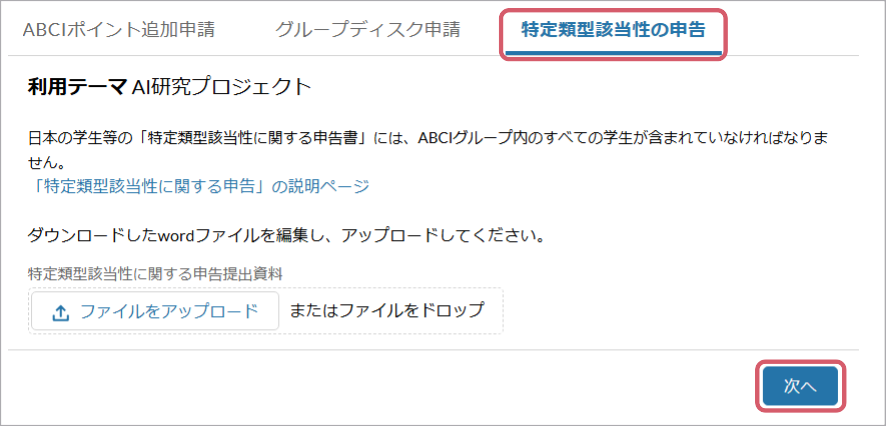 ABCIポイント追加申請 グループディスク申請 特定類型該当性の申告
利用テーマ AI研究プロジェクト
日本の学生等の「特定類型該当性に関する申告書」には、ABCIグループ内のすべての学生が含まれていなければなりま
せん。
「特定類型該当性に関する申告」の説明ページ
ダウンロードしたwordファイルを編集し、アップロードしてください。
特定類型該当性に関する申告提出資料
ファイルをアップロード またはファイルをドロップ
次へ